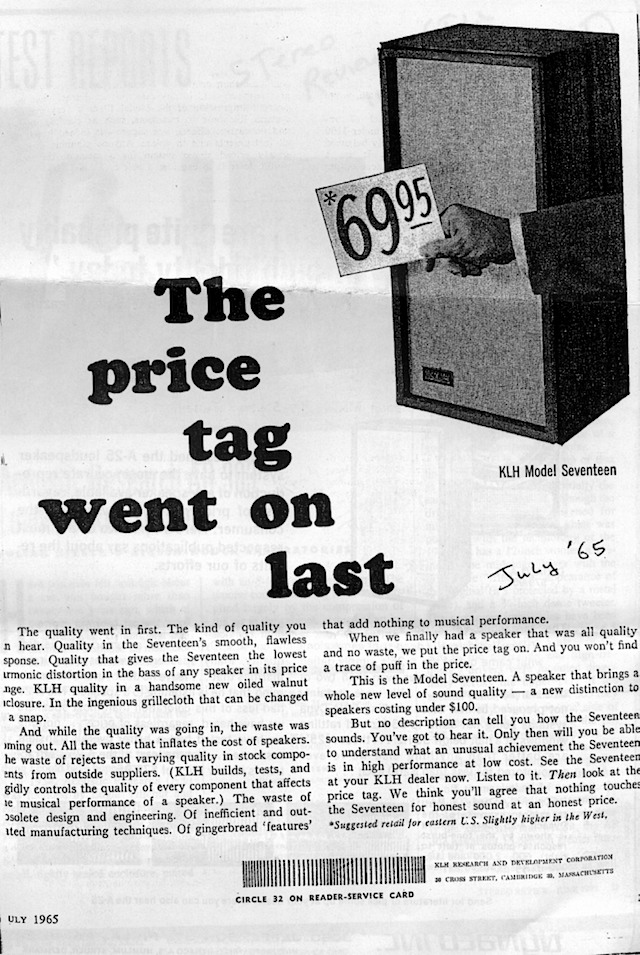 TEST REPORTS
Stereo
Review
*69.95
The
price
tag
went on
last
KLH Model Seventeen
July '65
The quality went in first. The kind of quality you
n hear. Quality in the Seventeen's smooth, flawless
sponse. Quality that gives the Seventeen the lowest
armonic distortion in the bass of any speaker in its price
nge. KLH quality in a handsome new oiled walnut
closure. In the ingenious grillecloth that can be changed
a snap.
And while the quality was going in, the waste was
oming out. All the waste that inflates the cost of speakers.
he waste of rejects and varying quality in stock compo-
ents from outside suppliers. (KLH builds, tests, and
gidly controls the quality of every component that affects
e musical performance of a speaker.) The waste of
osolete design and engineering. Of inefficient and out-
ated manufacturing techniques. Of gingerbread 'features'
that add nothing to musical performance.
When we finally had a speaker that was all quality
and no waste, we put the price tag on. And you won't find
a trace of puff in the price.
This is the Model Seventeen. A speaker that brings a
whole new level of sound quality — a new distinction to
speakers costing under $100.
But no description can tell you how the Seventeen
sounds. You've got to hear it. Only then will you be able
to understand what an unusual achievement the Seventeen
is in high performance at low cost. See the Seventeen
at your KLH dealer now. Listen to it. Then look at the
price tag. We think you'll agree that nothing touches
the Seventeen for honest sound at an honest price.
*Suggested retail for eastern U.S. Slightly higher in the West.
KLH RESEARCH AND DEVELOPMENT CORPORATION
30 CROSS STREET, CAMBRIDGE 39, MASSACHUSETTS
CIRCLE 32 ON READER-SERVICE CARD
ULY 1965